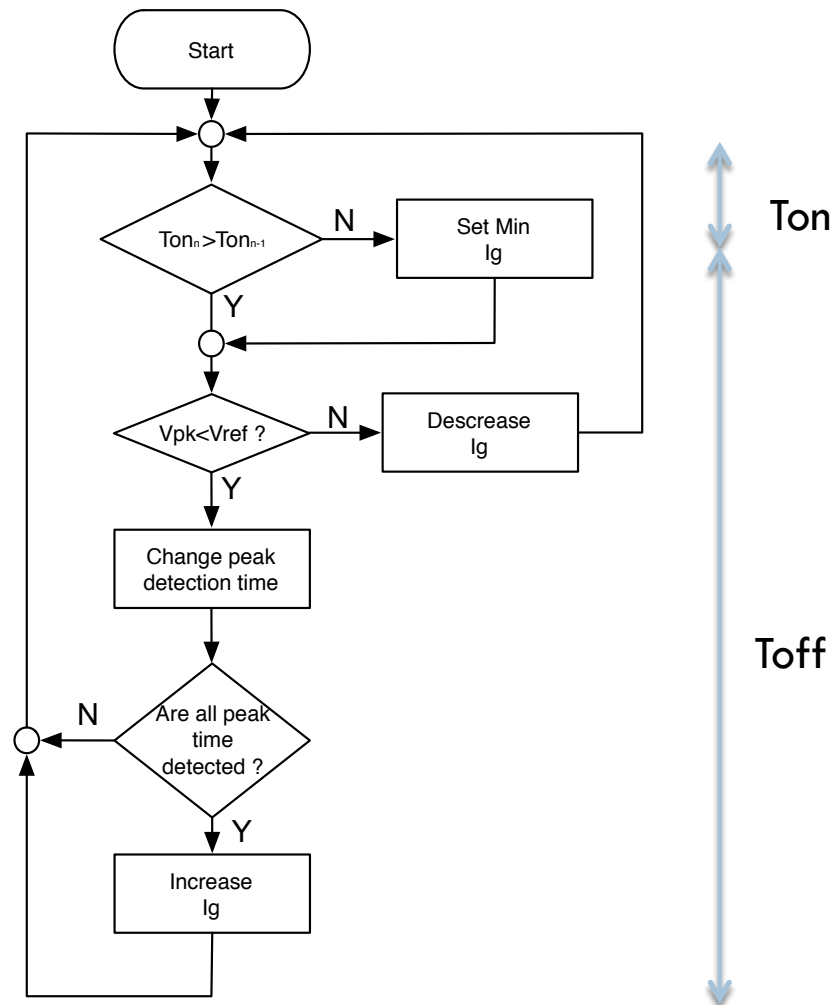 Start
Ton
Tonₙ>Tonₙ₋₁
N
Set Min
Ig
Y
Vpk<Vref ?
N
Descrease
Ig
Y
Change peak
detection time
Toff
N
Are all peak
time
detected ?
Y
Increase
Ig